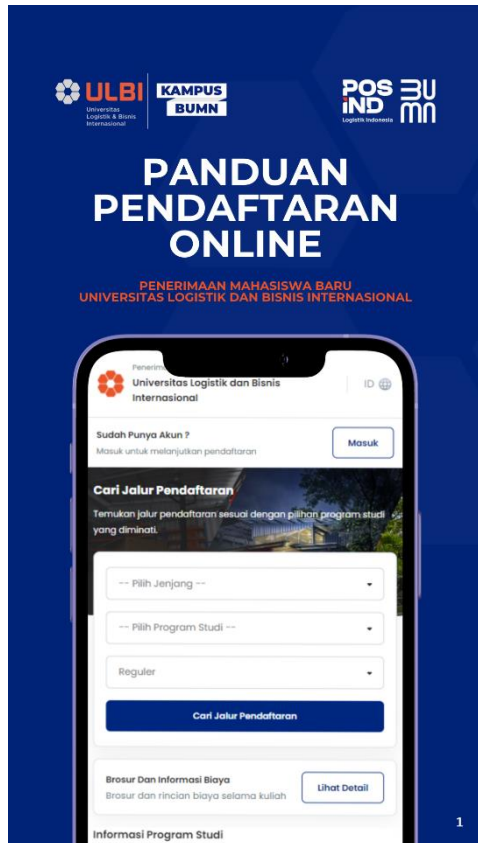 ULBI
Universitas
Logistik & Bisnis
Internasional
KAMPUS
BUMN
POS
IND
Logistik Indonesia
BUMN
PANDUAN
PENDAFTARAN
ONLINE
PENERIMAAN MAHASISWA BARU
UNIVERSITAS LOGISTIK DAN BISNIS INTERNASIONAL
Universitas Logistik dan Bisnis
Internasional
ID
Sudah Punya Akun ?
Masuk untuk melanjutkan pendaftaran
Masuk
Cari Jalur Pendaftaran
Temukan jalur pendaftaran sesuai dengan pilihan program studi
yang diminati.
-- Pilih Jenjang --
-- Pilih Program Studi --
Reguler
Cari Jalur Pendaftaran
Brosur Dan Informasi Biaya
Brosur dan rincian biaya selama kuliah
Lihat Detail
Informasi Program Studi
1